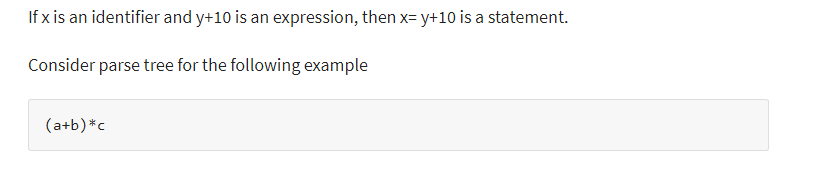 If x is an identifier and y+10 is an expression, then x= y+10 is a statement.
Consider parse tree for the following example
(a+b)*c